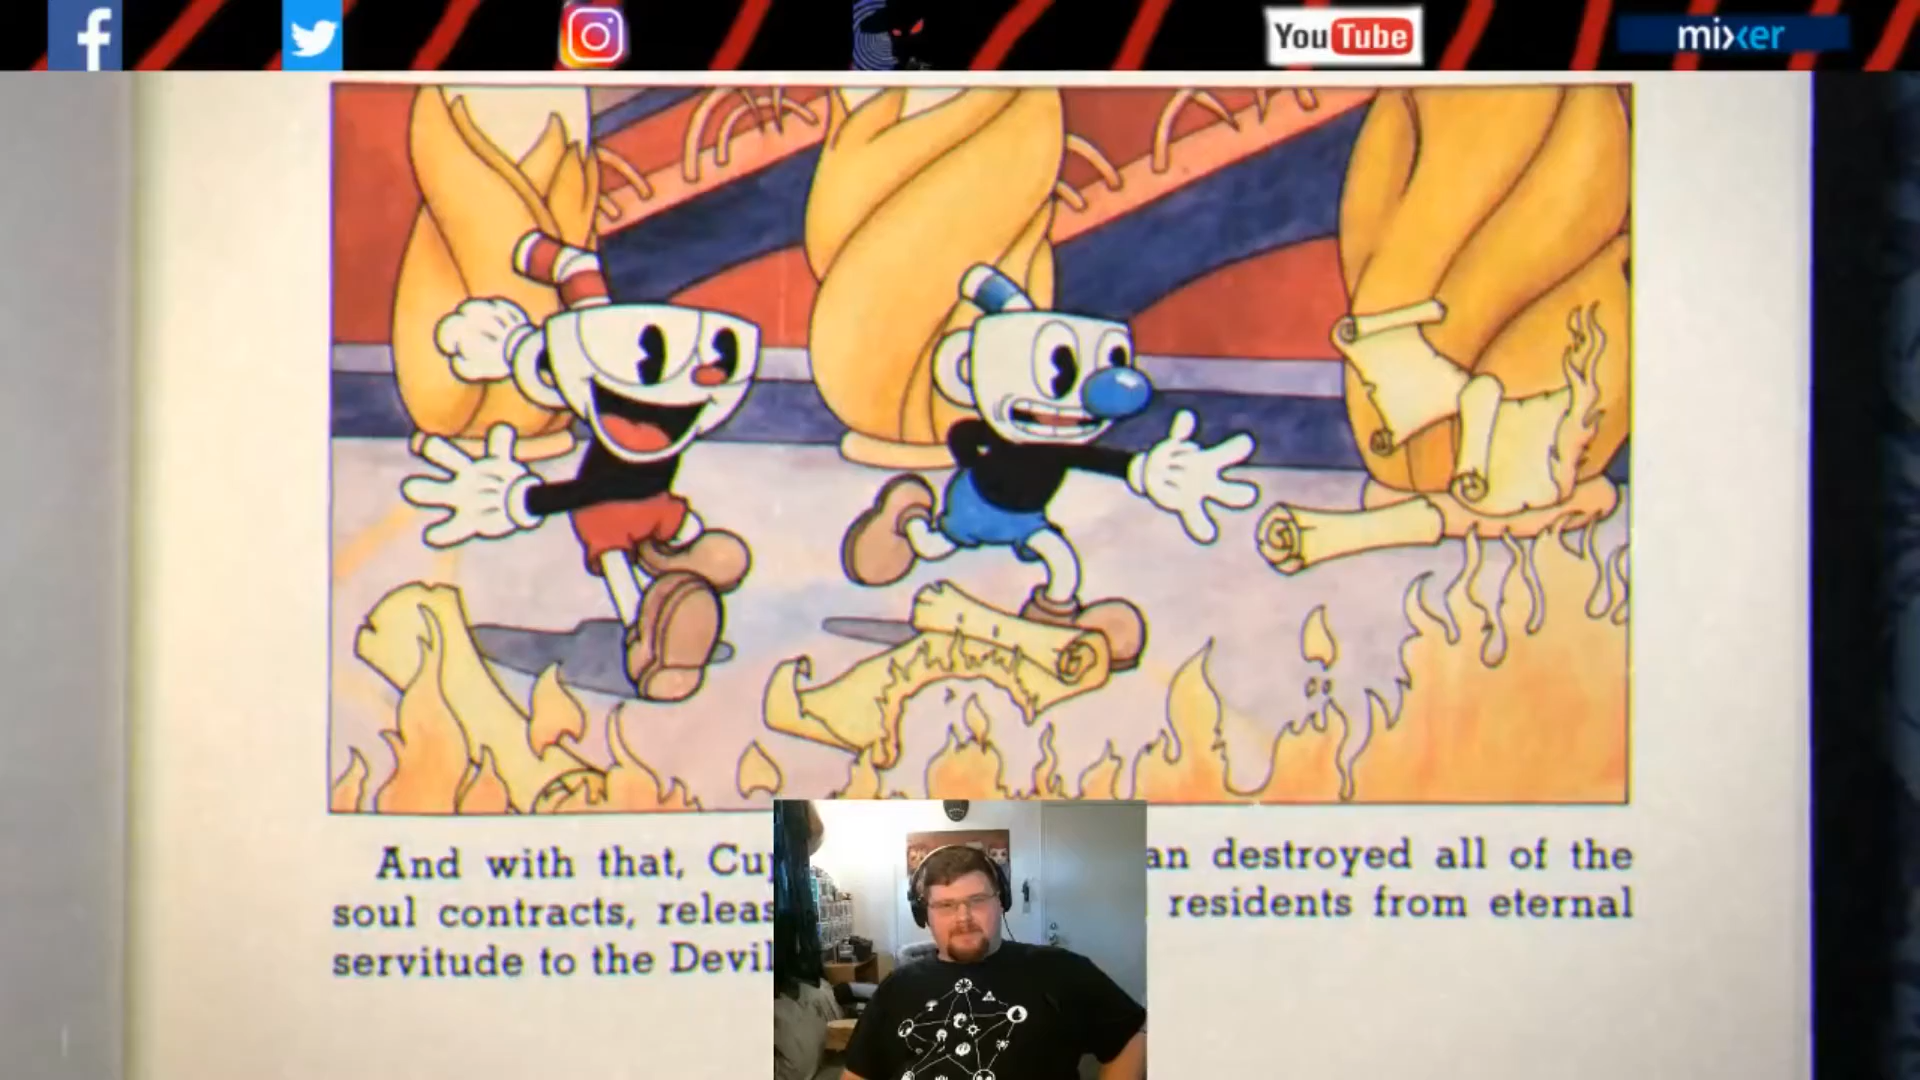 f
You Tube
mixer
And with that, Cup an destroyed all of the
soul contracts, releas residents from eternal
servitude to the Devil